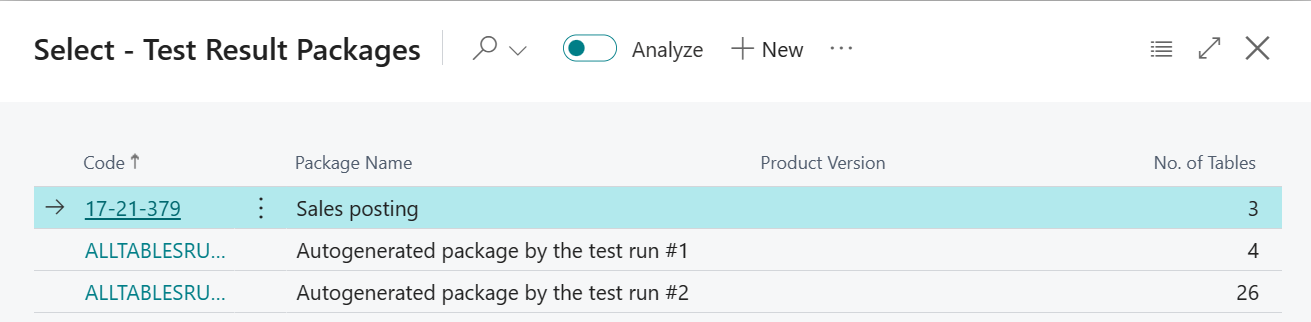 Select - Test Result Packages Analyze New
Code Package Name Product Version No. of Tables
17-21-379 Sales posting 3
ALLTABLESRU... Autogenerated package by the test run #1 4
ALLTABLESRU... Autogenerated package by the test run #2 26